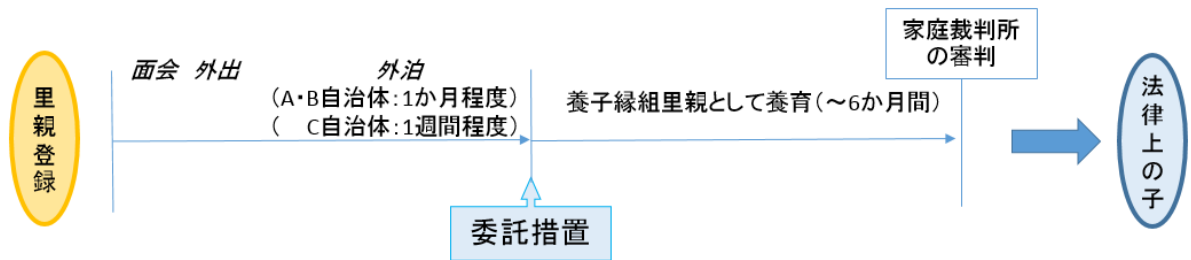 里親登録
面会 外出 外泊
(A・B自治体:1か月程度)
( C自治体:1週間程度)
委託措置
養子縁組里親として養育(~6か月間)
家庭裁判所
の審判
法律上の子